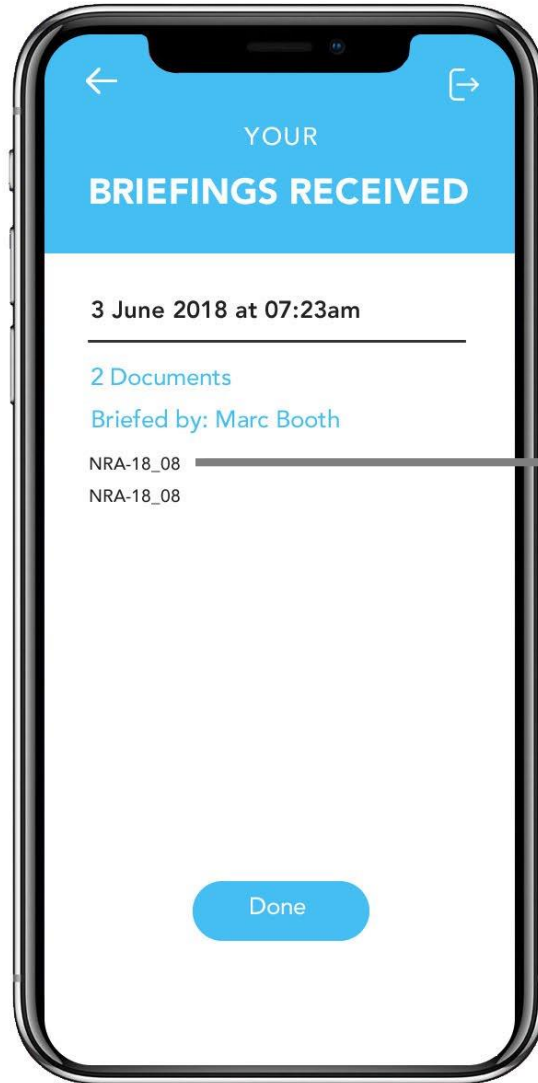 YOUR
BRIEFINGS RECEIVED
3 June 2018 at 07:23am
2 Documents
Briefed by: Marc Booth
NRA-18_08
NRA-18_08
Done